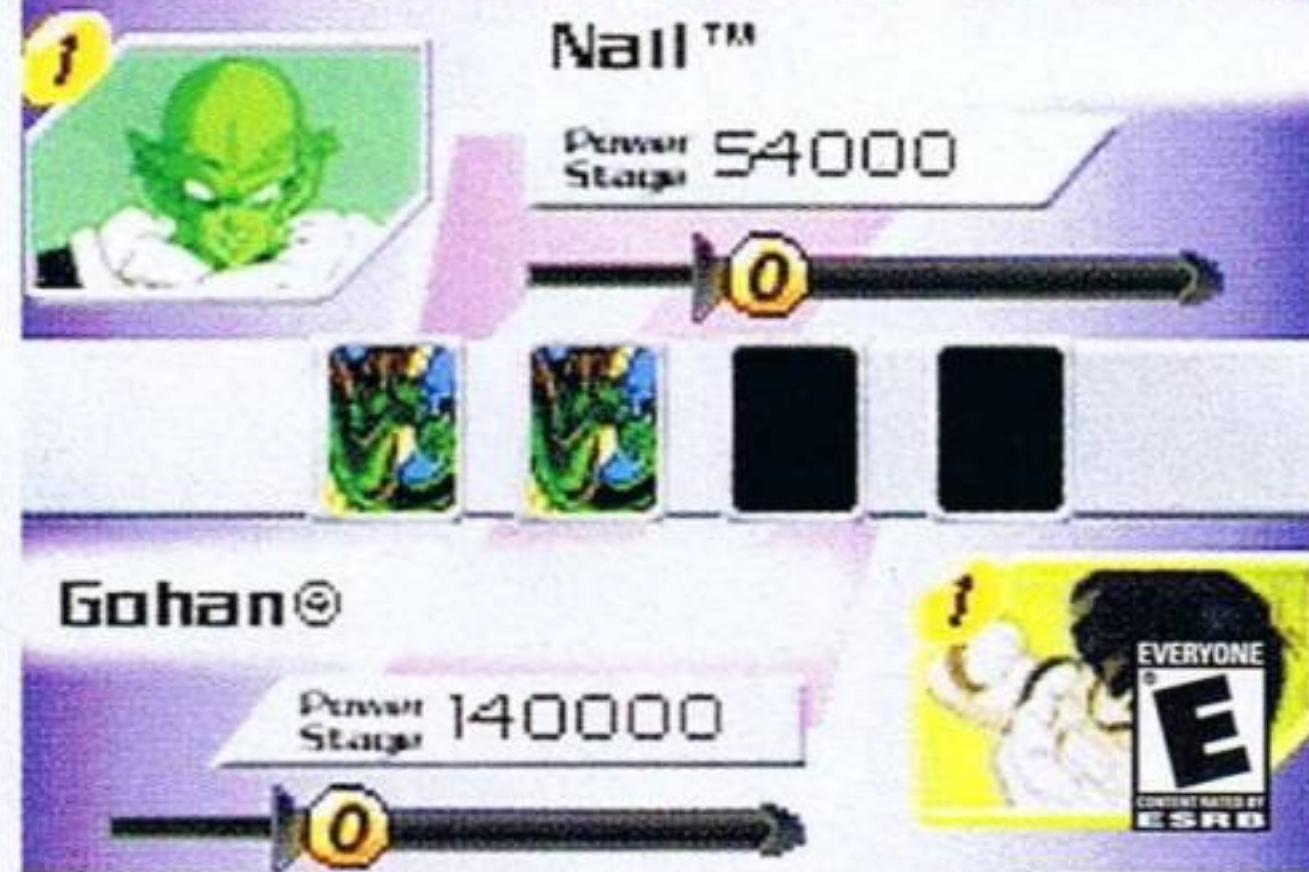 1
Nail™
Power
Stage 54000
0
Gohan®
1
Power
Stage 140000
0
EVERYONE
E
CONTENT RATED BY
ESRB